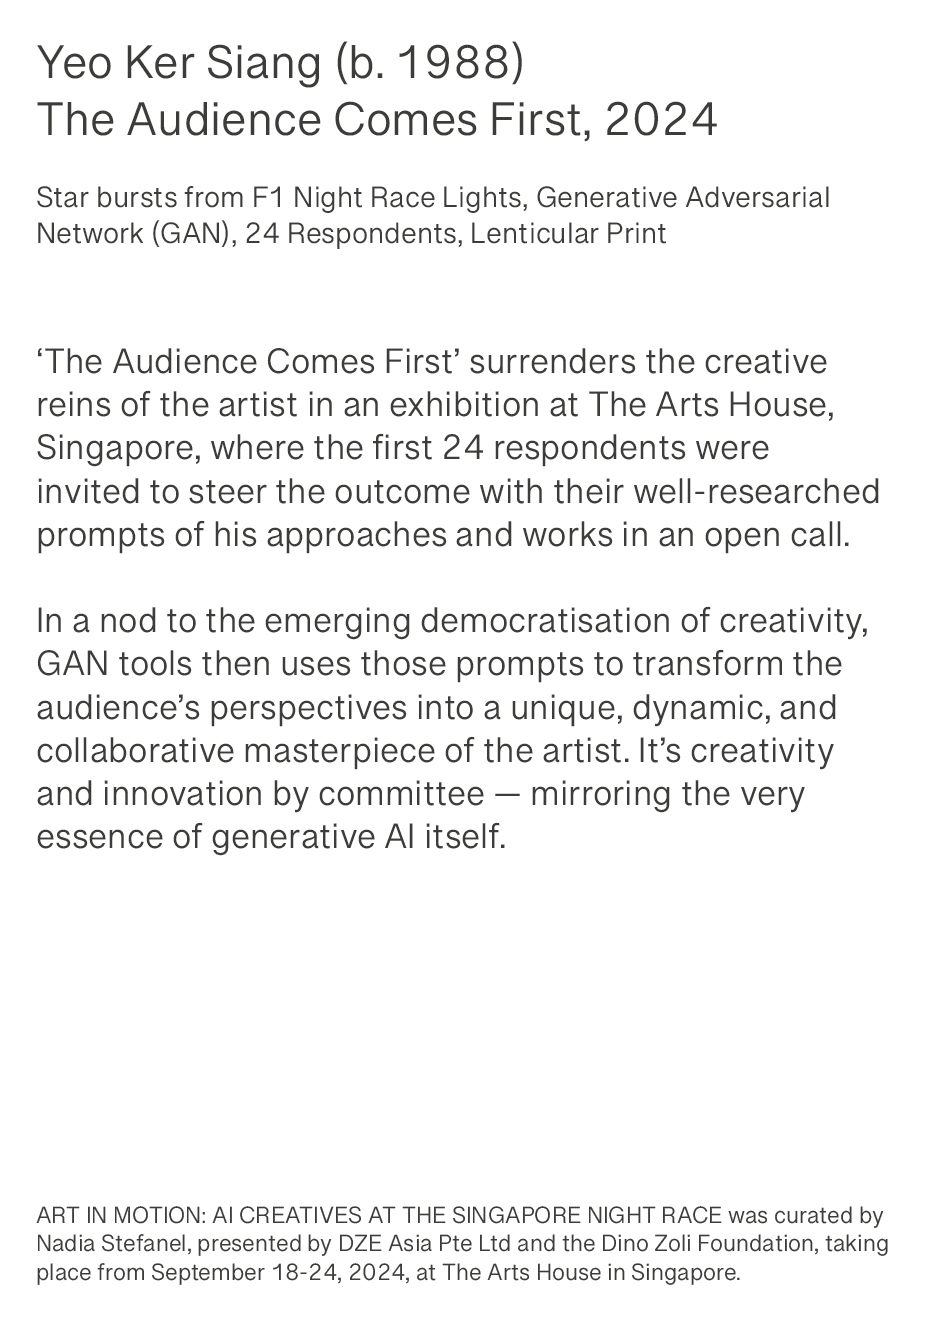 Yeo Ker Siang (b. 1988)
The Audience Comes First, 2024
Star bursts from F1 Night Race Lights, Generative Adversarial
Network (GAN), 24 Respondents, Lenticular Print
‘The Audience Comes First’ surrenders the creative
reins of the artist in an exhibition at The Arts House,
Singapore, where the first 24 respondents were
invited to steer the outcome with their well-researched
prompts of his approaches and works in an open call.
In a nod to the emerging democratisation of creativity,
GAN tools then uses those prompts to transform the
audience’s perspectives into a unique, dynamic, and
collaborative masterpiece of the artist. It’s creativity
and innovation by committee — mirroring the very
essence of generative AI itself.
ART IN MOTION: AI CREATIVES AT THE SINGAPORE NIGHT RACE was curated by
Nadia Stefanel, presented by DZE Asia Pte Ltd and the Dino Zoli Foundation, taking
place from September 18-24, 2024, at The Arts House in Singapore.